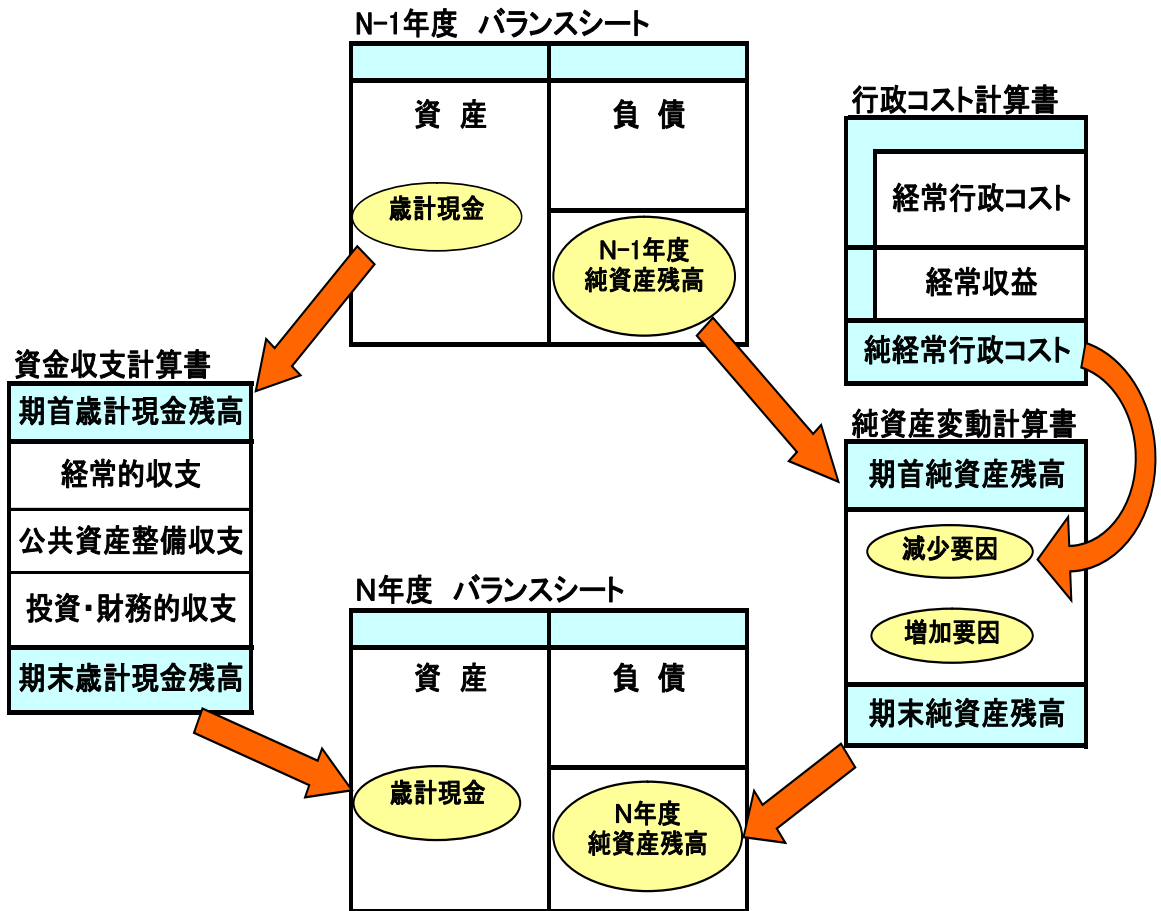 N-1年度　バランスシート
資 産
負 債
歳計現金
N-1年度
純資産残高
行政コスト計算書
経常行政コスト
経常収益
純経常行政コスト
資金収支計算書
期首歳計現金残高
経常的収支
公共資産整備収支
投資・財務的収支
期末歳計現金残高
純資産変動計算書
期首純資産残高
減少要因
増加要因
期末純資産残高
N年度　バランスシート
資 産
負 債
歳計現金
N年度
純資産残高